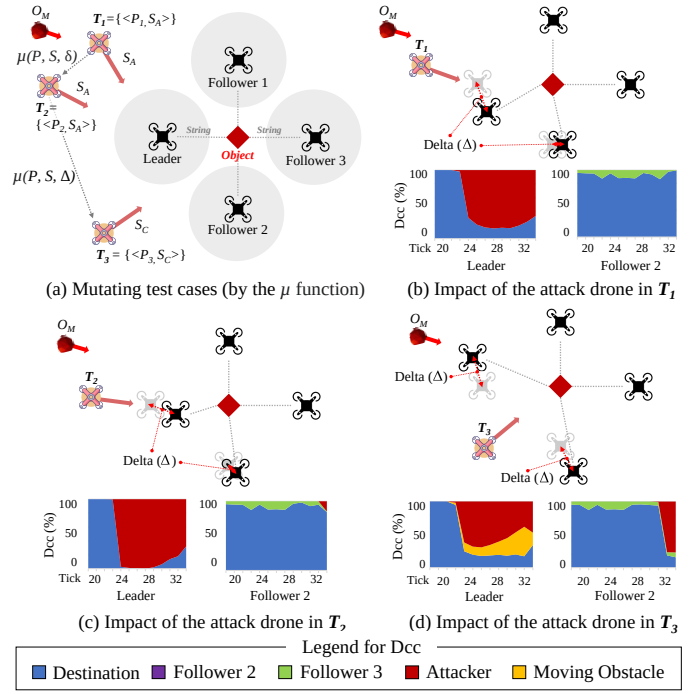 O_M
T_1={<P_1, S_A>}
μ(P, S, δ)
S_A
S_A
T_2=
{<P_2, S_A>}
μ(P, S, Δ)
S_C
T_3 = {<P_3, S_C>}
Follower 1
Leader
String
String
Object
Follower 3
Follower 2
(a) Mutating test cases (by the μ function)
O_M
T_1
Delta (Δ)
Dcc (%)
100
50
0
100
50
0
Tick
20
24
28
32
20
24
28
32
Leader
Follower 2
(b) Impact of the attack drone in T_1
O_M
T_2
Delta (Δ)
Dcc (%)
100
50
0
100
50
0
Tick
20
24
28
32
20
24
28
32
Leader
Follower 2
(c) Impact of the attack drone in T_2
O_M
Delta (Δ)
T_3
Delta (Δ)
Dcc (%)
100
50
0
100
50
0
Tick
20
24
28
32
20
24
28
32
Leader
Follower 2
(d) Impact of the attack drone in T_3
Legend for Dcc
Destination
Follower 2
Follower 3
Attacker
Moving Obstacle